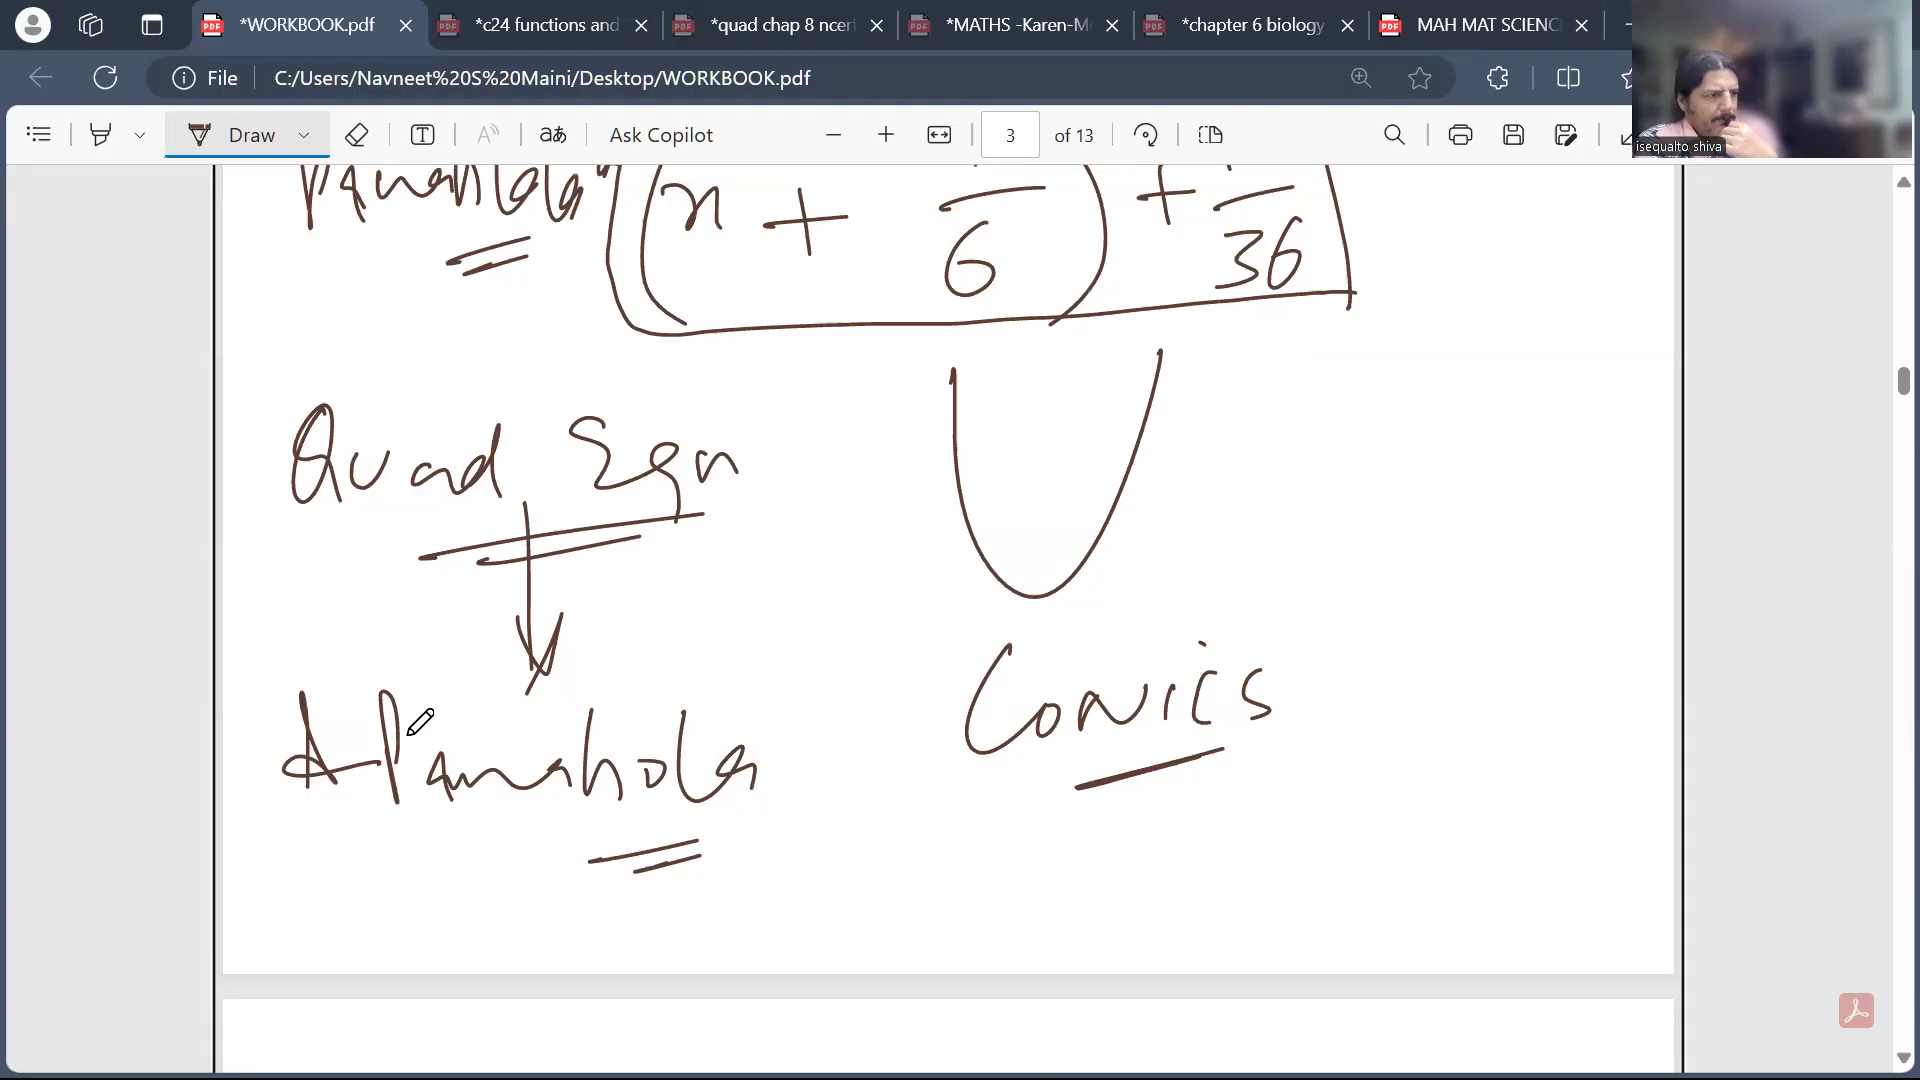 *WORKBOOK.pdf *c24 functions and *quad chap 8 ncert *MATHS -Karen-M *chapter 6 biology MAH MAT SCIENC
File C:/Users/Navneet%20S%20Maini/Desktop/WORKBOOK.pdf
Draw T A aあ Ask Copilot 3 of 13
isequalto shiva
Parabola (x + 6) + 36
Quad Eqn
A Parabola
Conics